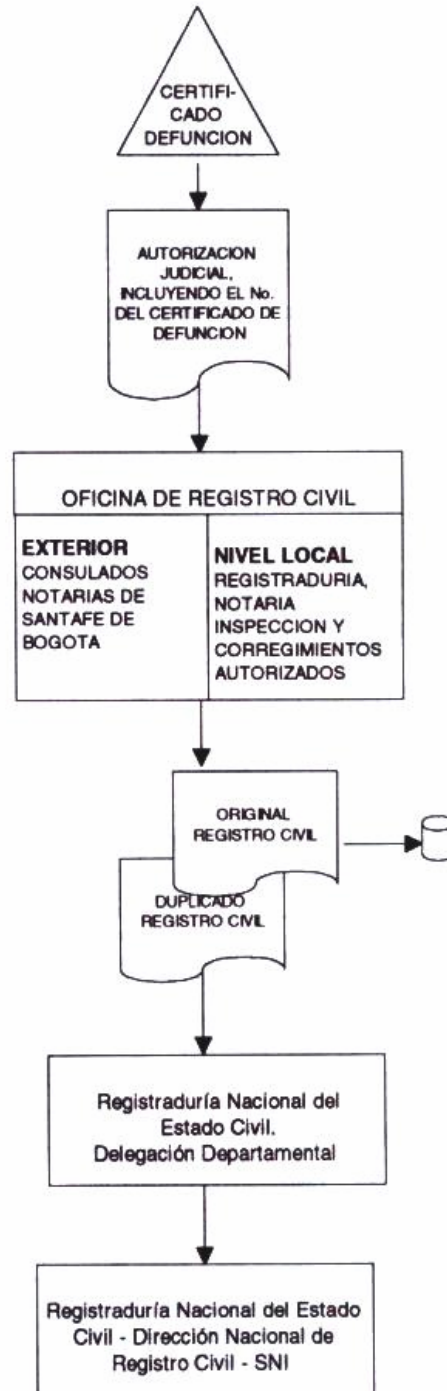 CERTIFI-
CADO
DEFUNCION
AUTORIZACION
JUDICIAL,
INCLUYENDO EL No.
DEL CERTIFICADO DE
DEFUNCION
OFICINA DE REGISTRO CIVIL
EXTERIOR
CONSULADOS
NOTARIAS DE
SANTAFE DE
BOGOTA
NIVEL LOCAL
REGISTRADURIA,
NOTARIA
INSPECCION Y
CORREGIMIENTOS
AUTORIZADOS
ORIGINAL
REGISTRO CIVIL
DUPLICADO
REGISTRO CIVIL
Registraduría Nacional del
Estado Civil.
Delegación Departamental
Registraduría Nacional del Estado
Civil - Dirección Nacional de
Registro Civil - SNI